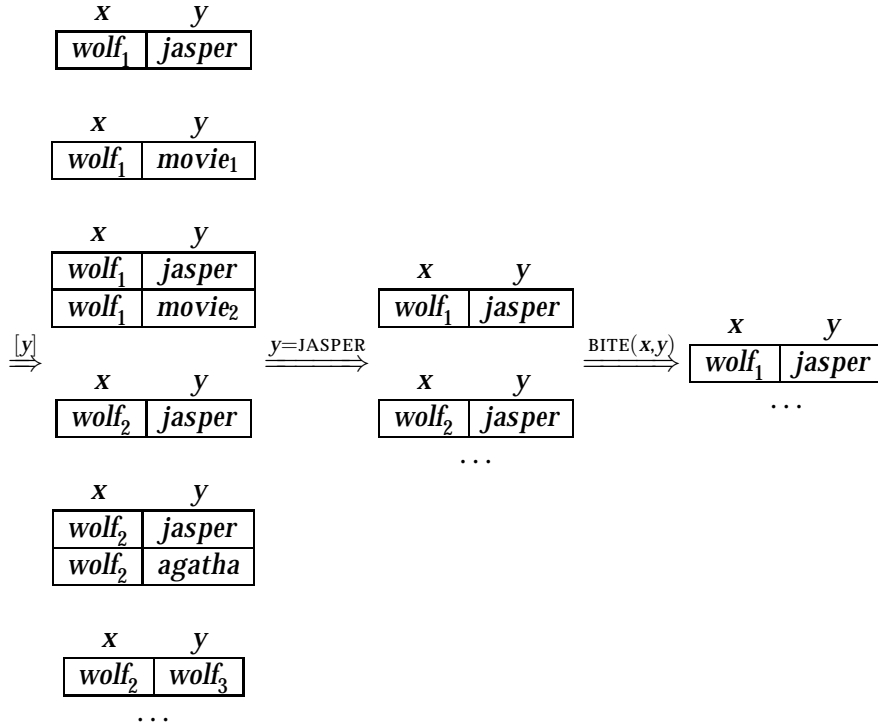 x y
wolf₁ jasper
x y
wolf₁ movie₁
x y
wolf₁ jasper
wolf₁ movie₂
[y]
⟹
x y
wolf₂ jasper
x y
wolf₂ jasper
wolf₂ agatha
x y
wolf₂ wolf₃
...
y=JASPER
⟹
x y
wolf₁ jasper
x y
wolf₂ jasper
...
BITE(x,y)
⟹
x y
wolf₁ jasper
...